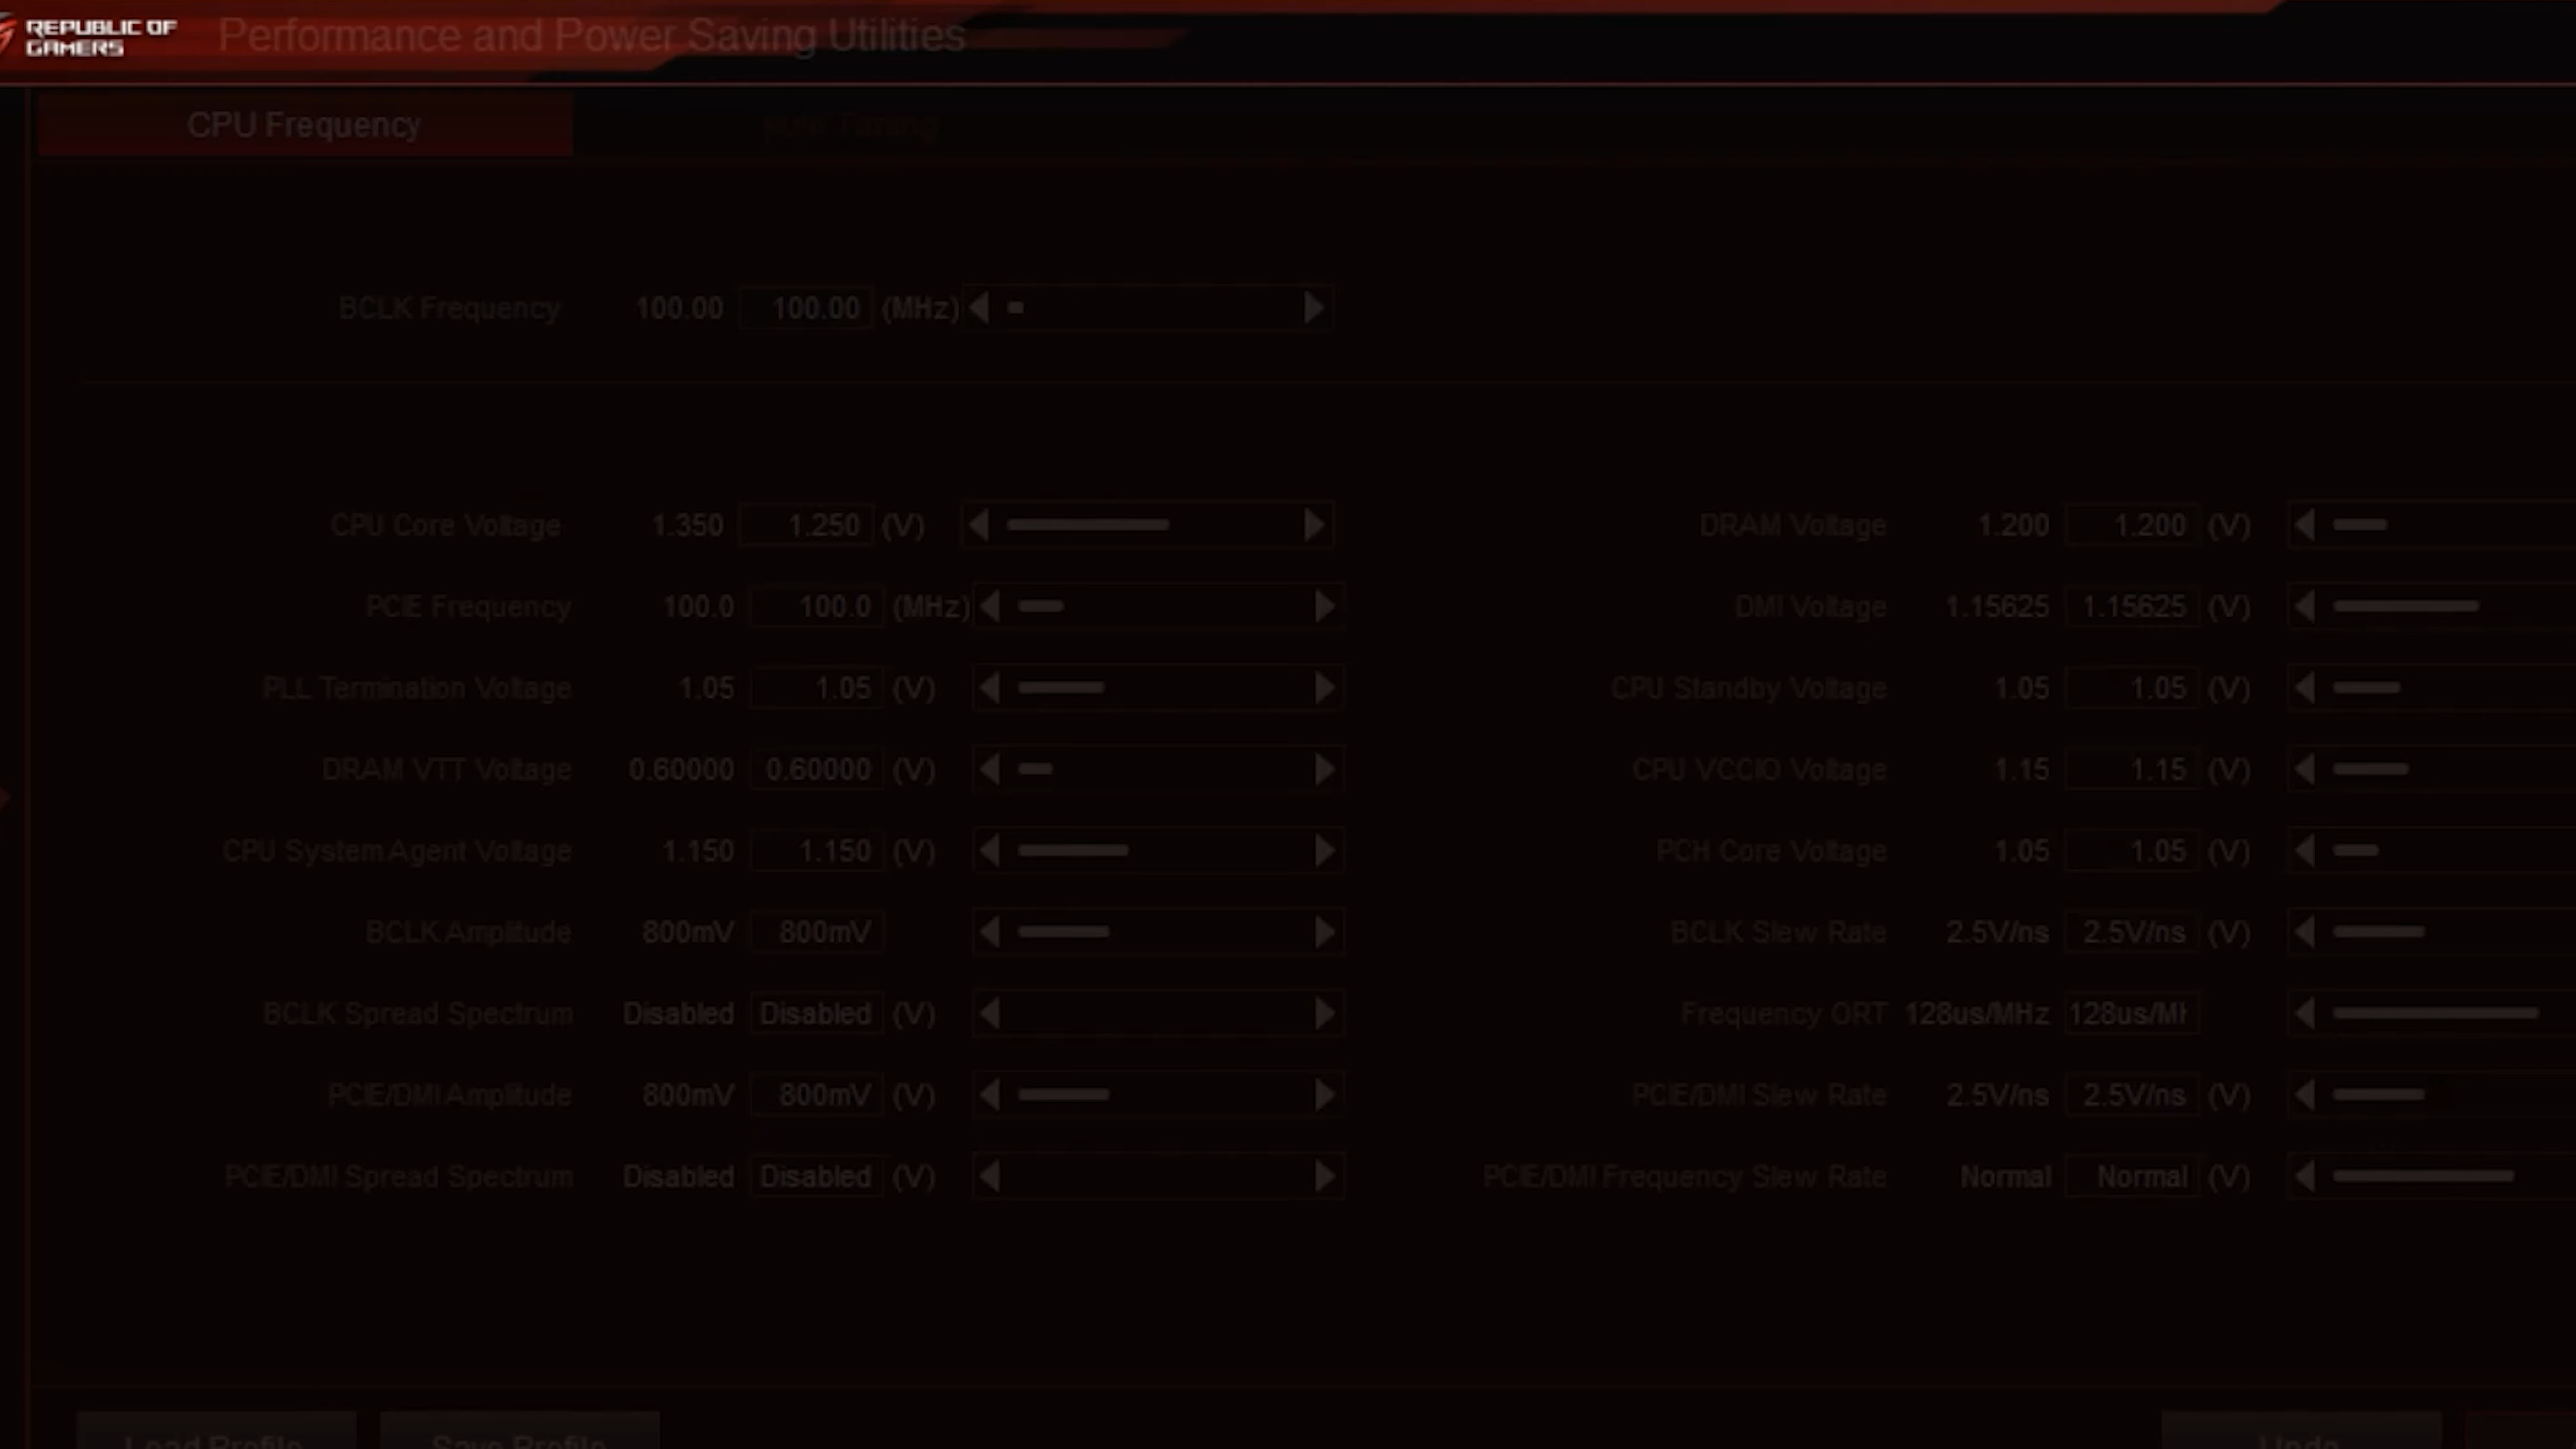 REPUBLIC OF
GAMERS
Performance and Power Saving Utilities
CPU Frequency
BCLK Frequency 100.00 100.00 (MHz)
CPU Core Voltage 1.350 1.250 (V) DRAM Voltage 1.200 1.200 (V)
PCIE Frequency 100.0 100.0 (MHz) DMI Voltage 1.15625 1.15625 (V)
PLL Termination Voltage 1.05 1.05 (V) CPU Standby Voltage 1.05 1.05 (V)
DRAM VTT Voltage 0.60000 0.60000 (V) CPU VCCIO Voltage 1.15 1.15 (V)
CPU System Agent Voltage 1.150 1.150 (V) PCH Core Voltage 1.05 1.05 (V)
BCLK Amplitude 800mV 800mV BCLK Slew Rate 2.5V/ns 2.5V/ns (V)
BCLK Spread Spectrum Disabled Disabled (V) Frequency ORT 128us/MHz 128us/MH
PCIE/DMI Amplitude 800mV 800mV (V) PCIE/DMI Slew Rate 2.5V/ns 2.5V/ns (V)
PCIE/DMI Spread Spectrum Disabled Disabled (V) PCIE/DMI Frequency Slew Rate Normal Normal (V)
Load Profile Save Profile Undo